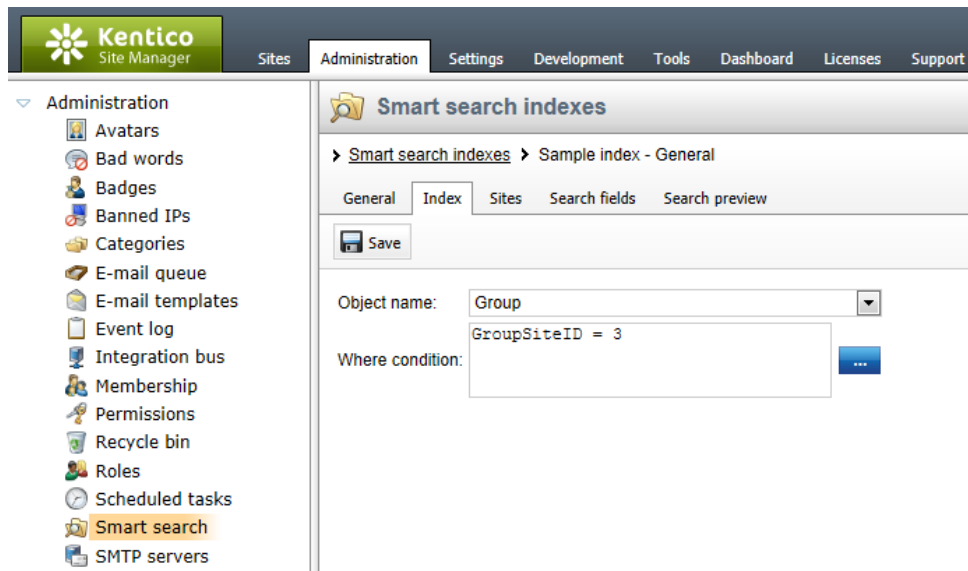 Kentico
Site Manager
Sites Administration Settings Development Tools Dashboard Licenses Support
Administration
Avatars
Bad words
Badges
Banned IPs
Categories
E-mail queue
E-mail templates
Event log
Integration bus
Membership
Permissions
Recycle bin
Roles
Scheduled tasks
Smart search
SMTP servers
Smart search indexes
Smart search indexes Sample index - General
General Index Sites Search fields Search preview
Save
Object name: Group
Where condition: GroupSiteID = 3
...